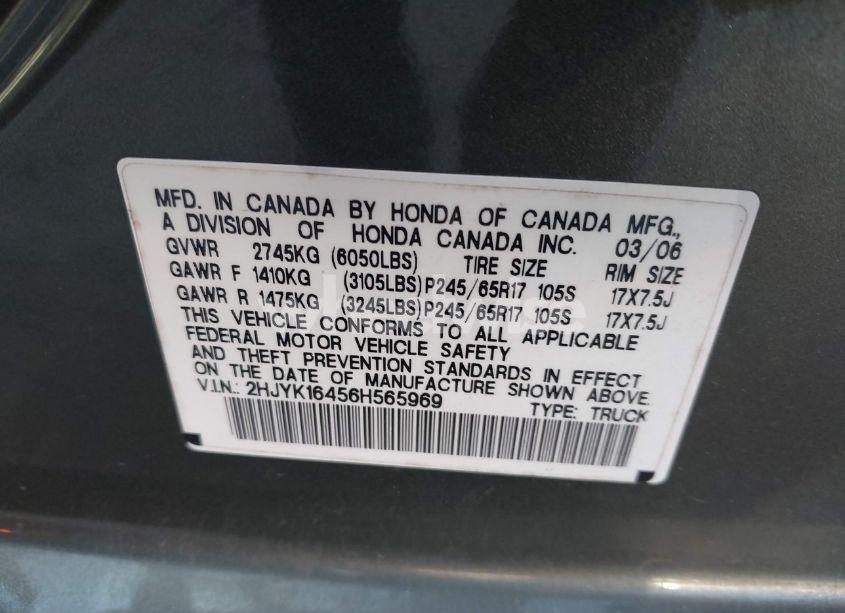 MFD. IN CANADA BY HONDA OF CANADA MFG.,
A DIVISION OF HONDA CANADA INC. 03/06
GVWR 2745KG (6050LBS) TIRE SIZE RIM SIZE
GAWR F 1410KG (3105LBS) P245/65R17 105S 17X7.5J
GAWR R 1475KG (3245LBS) P245/65R17 105S 17X7.5J
THIS VEHICLE CONFORMS TO ALL APPLICABLE
FEDERAL MOTOR VEHICLE SAFETY
AND THEFT PREVENTION STANDARDS IN EFFECT
ON THE DATE OF MANUFACTURE SHOWN ABOVE.
V.I.N.: 2HJYK16456H565969 TYPE: TRUCK